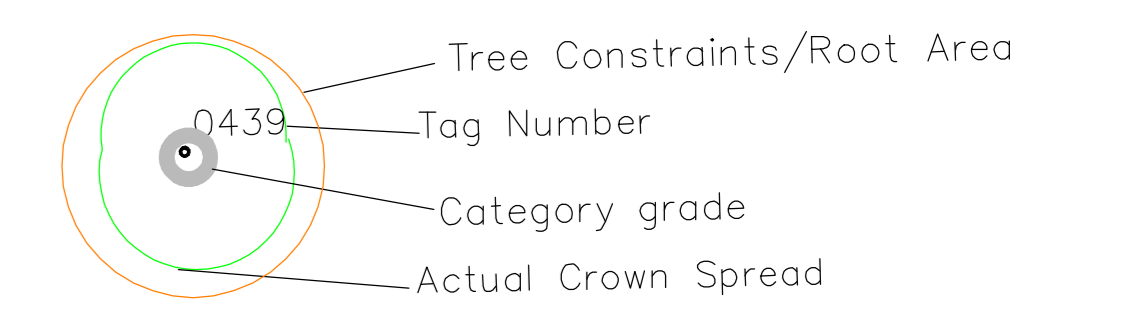 Tree Constraints/Root Area
0439
Tag Number
Category grade
Actual Crown Spread